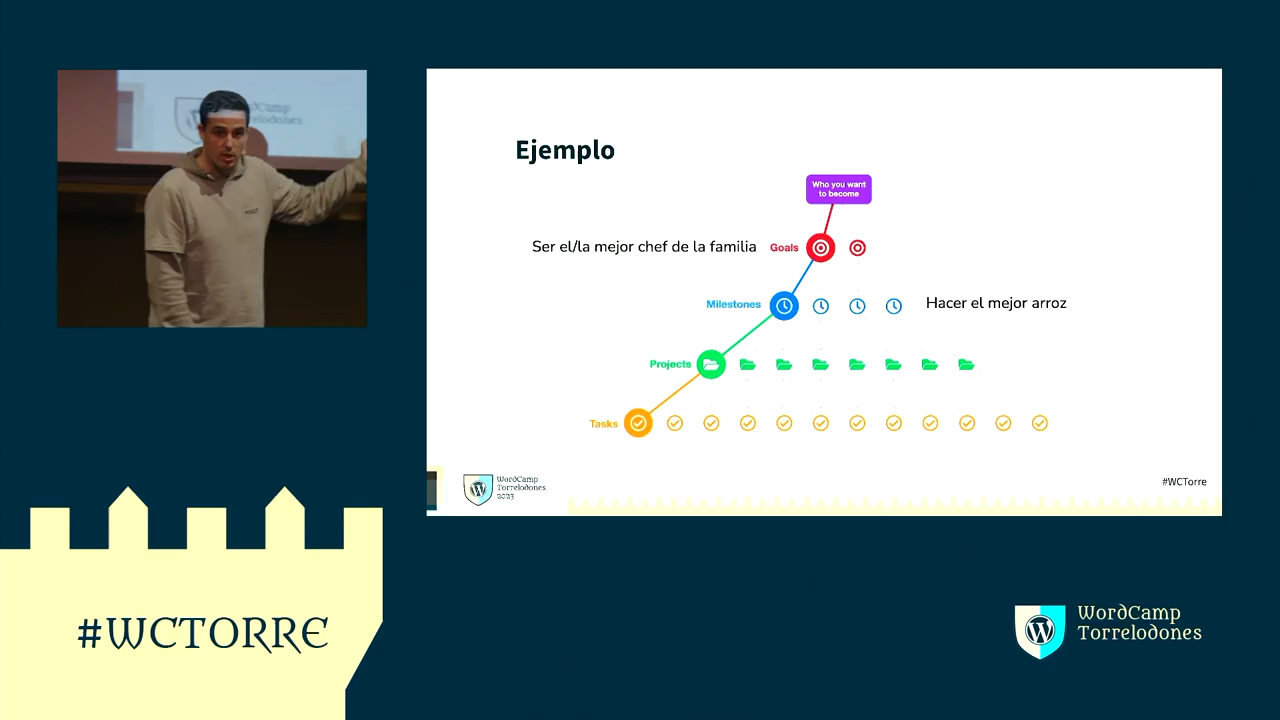 Ejemplo
Who you want
to become
Ser el/la mejor chef de la familia
Goals
Milestones
Hacer el mejor arroz
Projects
Tasks
WordCamp
Torrelodones
2023
#WCTorre
#WCTORRE
WordCamp
Torrelodones